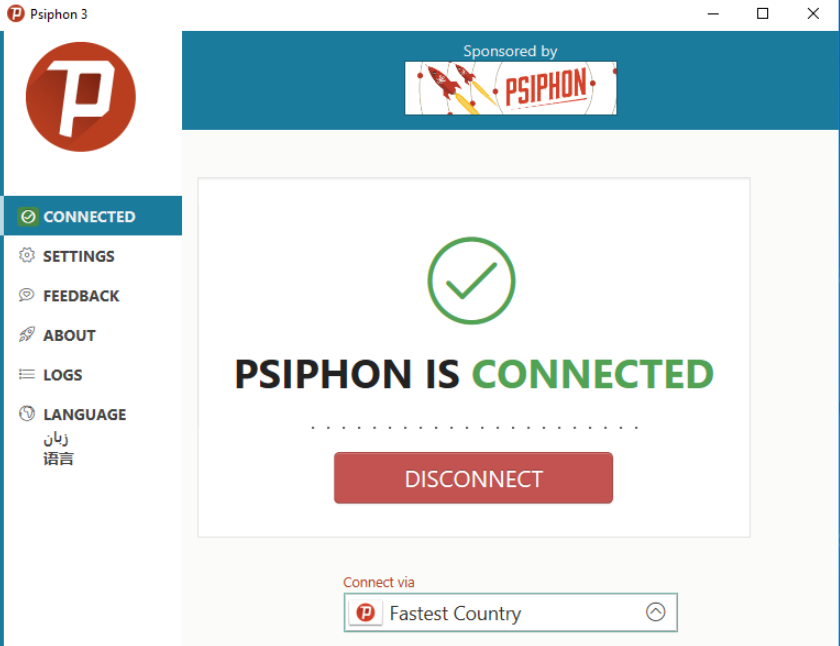 Psiphon 3
Sponsored by
PSIPHON
CONNECTED
SETTINGS
FEEDBACK
ABOUT
LOGS
LANGUAGE
زبان
语言
PSIPHON IS CONNECTED
DISCONNECT
Connect via
Fastest Country